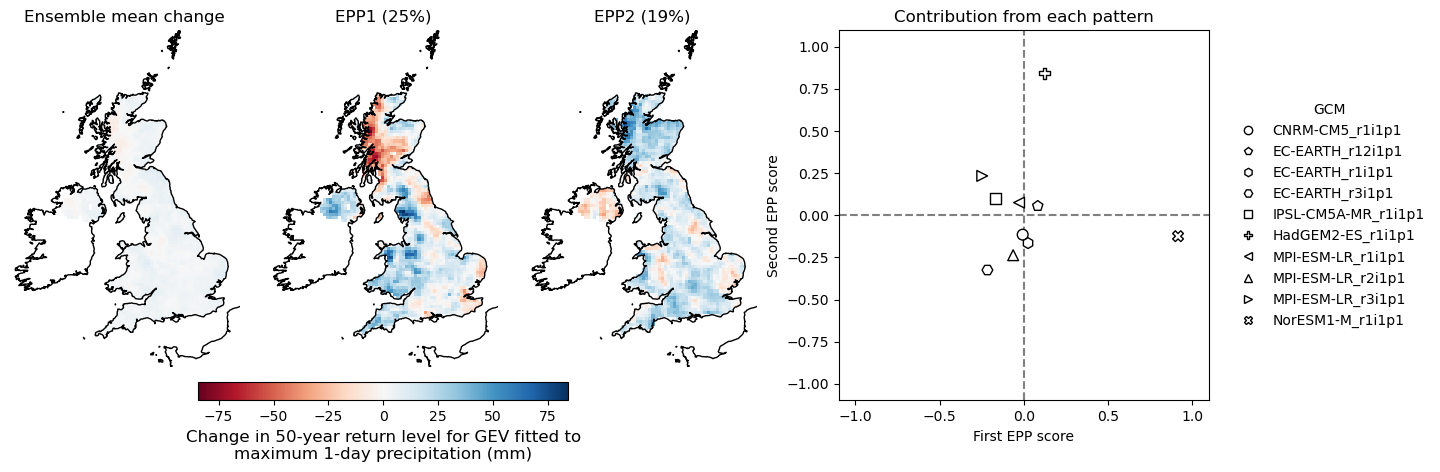 Ensemble mean change
EPP1 (25%)
EPP2 (19%)
Contribution from each pattern
−75 −50 −25 0 25 50 75
Change in 50-year return level for GEV fitted to
maximum 1-day precipitation (mm)
Second EPP score
1.00
0.75
0.50
0.25
0.00
−0.25
−0.50
−0.75
−1.00
−1.0 −0.5 0.0 0.5 1.0
First EPP score
GCM
CNRM-CM5_r1i1p1
EC-EARTH_r12i1p1
EC-EARTH_r1i1p1
EC-EARTH_r3i1p1
IPSL-CM5A-MR_r1i1p1
HadGEM2-ES_r1i1p1
MPI-ESM-LR_r1i1p1
MPI-ESM-LR_r2i1p1
MPI-ESM-LR_r3i1p1
NorESM1-M_r1i1p1